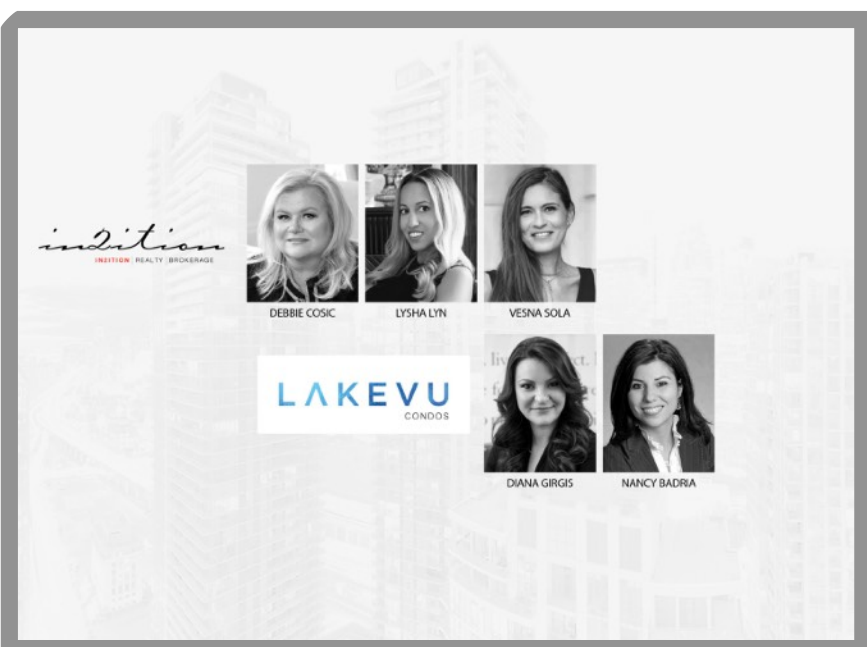 in2ition
IN2ITION | REALTY | BROKERAGE
DEBBIE COSIC
LYSHA LYN
VESNA SOLA
LAKEVU
CONDOS
DIANA GIRGIS
NANCY BADRIA